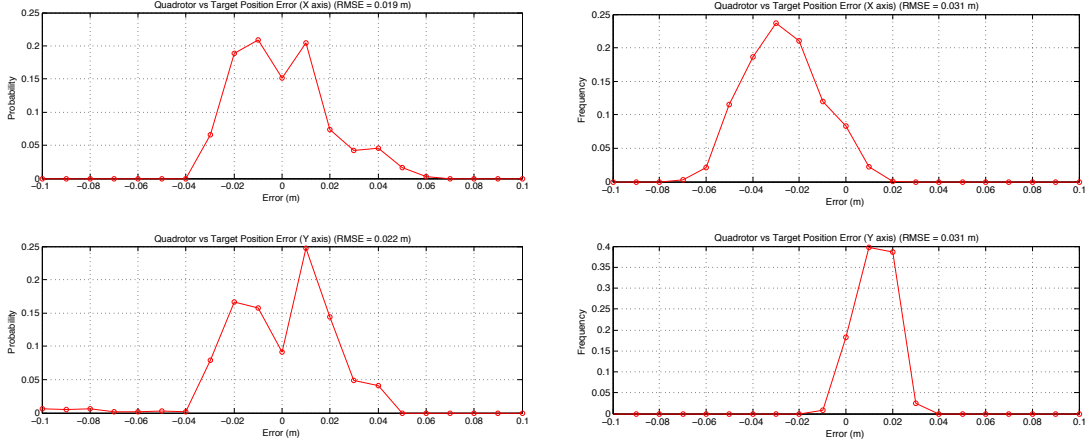 Quadrotor vs Target Position Error (X axis) (RMSE = 0.019 m)
0.25
0.2
0.15
0.1
0.05
0
Probability
−0.1 −0.08 −0.06 −0.04 −0.02 0 0.02 0.04 0.06 0.08 0.1
Error (m)
Quadrotor vs Target Position Error (X axis) (RMSE = 0.031 m)
0.25
0.2
0.15
0.1
0.05
0
Frequency
−0.1 −0.08 −0.06 −0.04 −0.02 0 0.02 0.04 0.06 0.08 0.1
Error (m)
Quadrotor vs Target Position Error (Y axis) (RMSE = 0.022 m)
0.25
0.2
0.15
0.1
0.05
0
Probability
−0.1 −0.08 −0.06 −0.04 −0.02 0 0.02 0.04 0.06 0.08 0.1
Error (m)
Quadrotor vs Target Position Error (Y axis) (RMSE = 0.031 m)
0.4
0.35
0.3
0.25
0.2
0.15
0.1
0.05
0
Frequency
−0.1 −0.08 −0.06 −0.04 −0.02 0 0.02 0.04 0.06 0.08 0.1
Error (m)